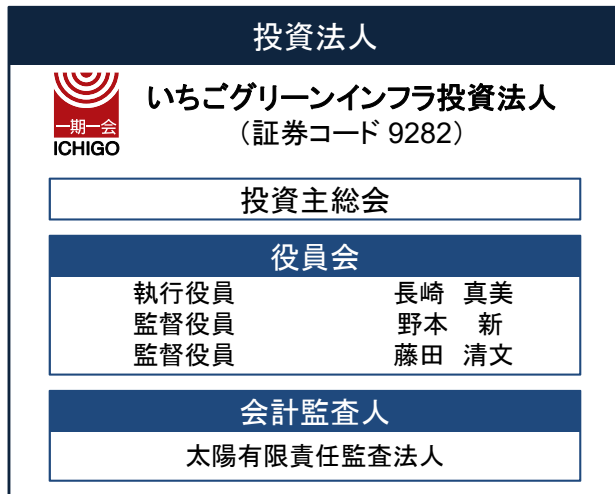 投資法人
一期一会
ICHIGO
いちごグリーンインフラ投資法人
（証券コード 9282）
投資主総会
役員会
執行役員 長崎 真美
監督役員 野本 新
監督役員 藤田 清文
会計監査人
太陽有限責任監査法人